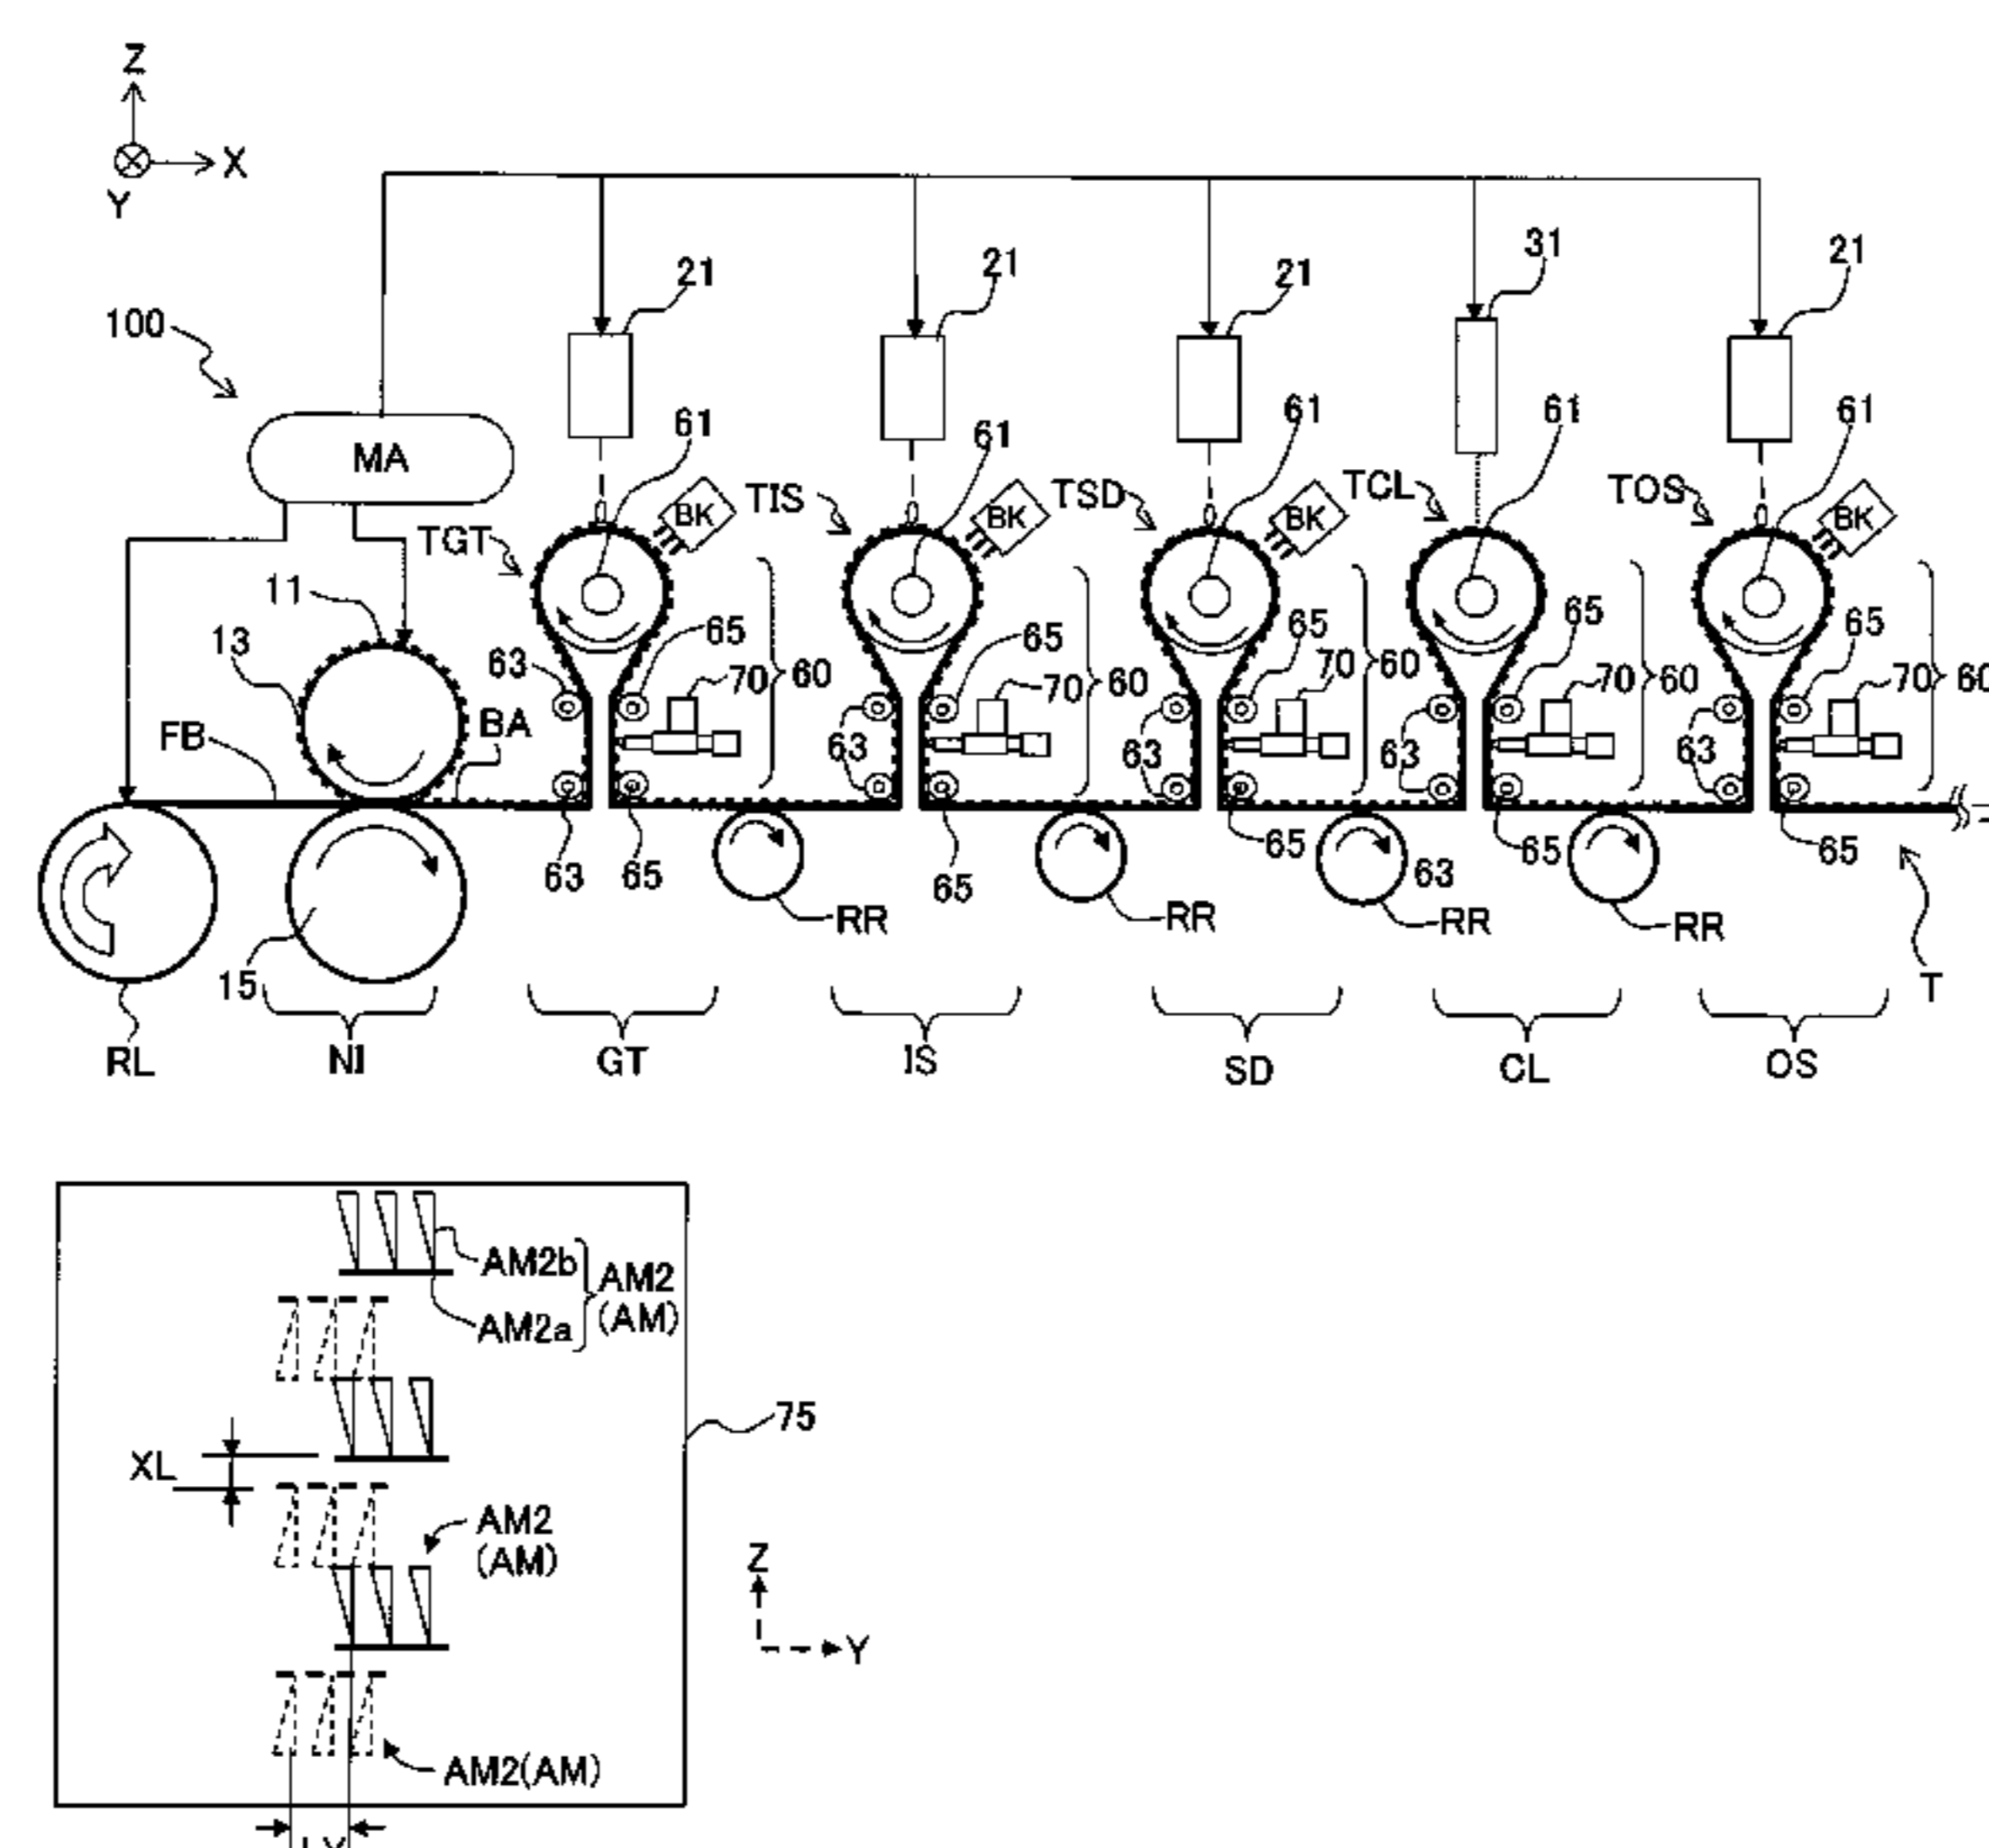 Z
X
Y
21
21
21
31
21
100
MA
61
61
61
61
61
BK
BK
BK
BK
TGT
TIS
TSD
TCL
TOS
11
13
63
65
65
65
65
65
70
70
70
70
70
60
60
60
60
60
FB
BA
63
63
63
63
63
65
65
65
65
65
63
RR
RR
RR
RR
15
T
RL
NI
GT
IS
SD
CL
OS
AM2b
AM2a
AM2
(AM)
75
XL
AM2
(AM)
Z
Y
AM2(AM)